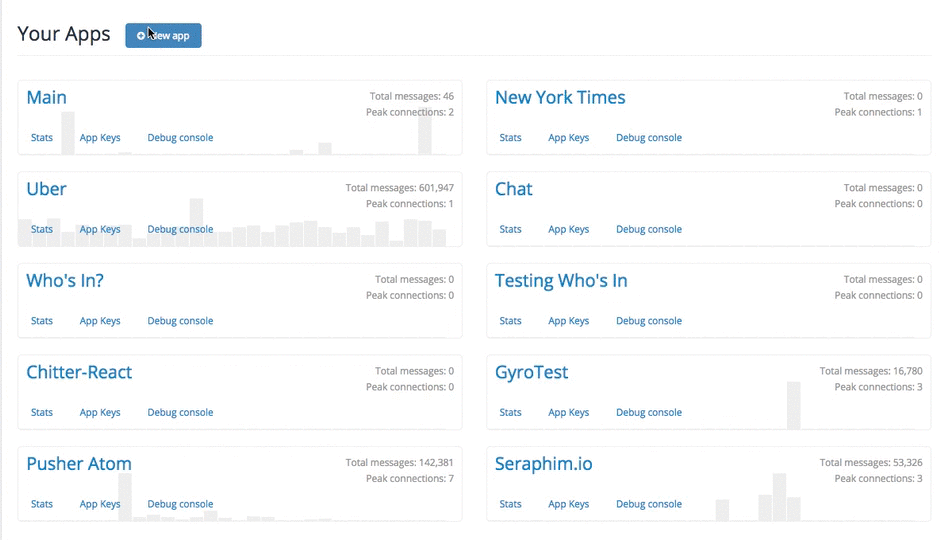 Your Apps
New app
Main
Total messages: 46
Peak connections: 2
Stats App Keys Debug console
New York Times
Total messages: 0
Peak connections: 1
Stats App Keys Debug console
Uber
Total messages: 601,947
Peak connections: 1
Stats App Keys Debug console
Chat
Total messages: 0
Peak connections: 0
Stats App Keys Debug console
Who's In?
Total messages: 0
Peak connections: 0
Stats App Keys Debug console
Testing Who's In
Total messages: 0
Peak connections: 0
Stats App Keys Debug console
Chitter-React
Total messages: 0
Peak connections: 0
Stats App Keys Debug console
GyroTest
Total messages: 16,780
Peak connections: 3
Stats App Keys Debug console
Pusher Atom
Total messages: 142,381
Peak connections: 7
Stats App Keys Debug console
Seraphim.io
Total messages: 53,326
Peak connections: 3
Stats App Keys Debug console